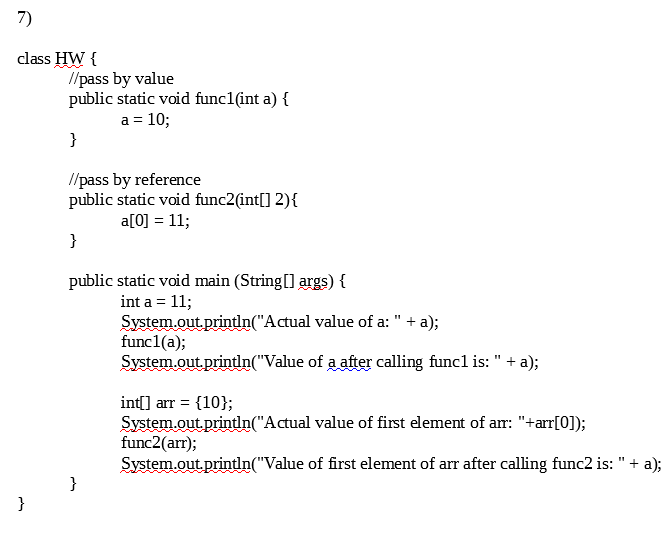 7)
class HW {
//pass by value
public static void func1(int a) {
a = 10;
}
//pass by reference
public static void func2(int[] 2){
a[0] = 11;
}
public static void main (String[] args) {
int a = 11;
System.out.println("Actual value of a: " + a);
func1(a);
System.out.println("Value of a after calling func1 is: " + a);
int[] arr = {10};
System.out.println("Actual value of first element of arr: "+arr[0]);
func2(arr);
System.out.println("Value of first element of arr after calling func2 is: " + a);
}
}